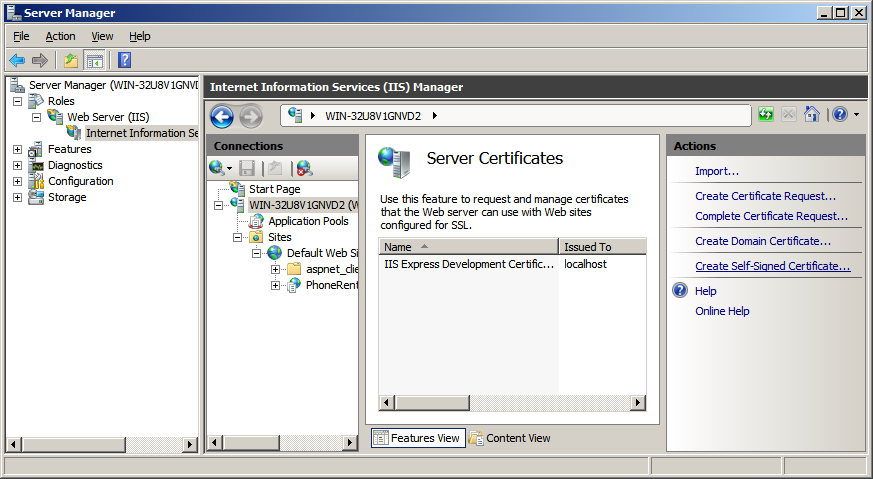 Server Manager
File Action View Help
Server Manager (WIN-32U8V1GNVD
Roles
Web Server (IIS)
Internet Information Se
Features
Diagnostics
Configuration
Storage
Internet Information Services (IIS) Manager
WIN-32U8V1GNVD2
Connections
Start Page
WIN-32U8V1GNVD2 (W
Application Pools
Sites
Default Web Si
aspnet_clie
PhoneRent
Server Certificates
Use this feature to request and manage certificates
that the Web server can use with Web sites
configured for SSL.
Name Issued To
IIS Express Development Certific... localhost
Features View Content View
Actions
Import...
Create Certificate Request...
Complete Certificate Request...
Create Domain Certificate...
Create Self-Signed Certificate...
Help
Online Help